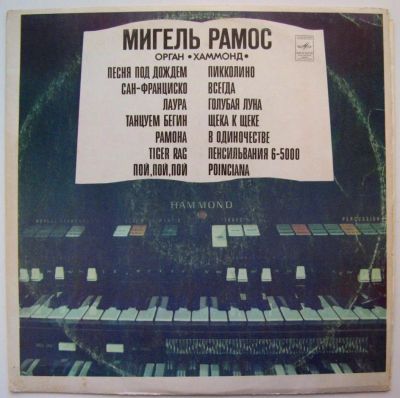 МИГЕЛЬ РАМОС
ОРГАН •ХАММОНД•
ПЕСНЯ ПОД ДОЖДЕМ ПИККОЛИНО
САН-ФРАНЦИСКО ВСЕГДА
ЛАУРА ГОЛУБАЯ ЛУНА
ТАНЦУЕМ БЕГИН ЩЕКА К ЩЕКЕ
РАМОНА В ОДИНОЧЕСТВЕ
TIGER RAG ПЕНСИЛЬВАНИЯ 6-5000
ПОЙ, ПОЙ, ПОЙ POINCIANA
HAMMOND
PERCUSSION